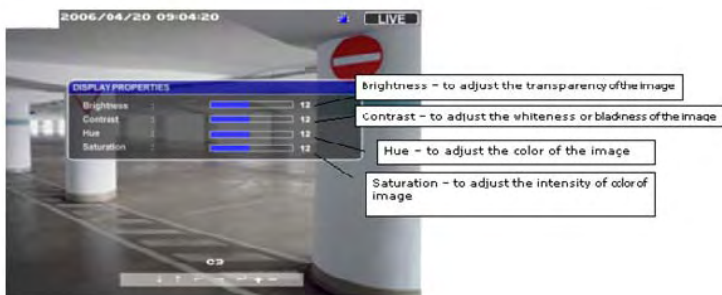 2006/04/20 09:04:20 LIVE
DISPLAY PROPERTIES
Brightness : 12
Contrast : 12
Hue : 12
Saturation : 12
Brightness – to adjust the transparency of the image
Contrast – to adjust the whiteness or blackness of the image
Hue – to adjust the color of the image
Saturation – to adjust the intensity of color of
image
C3